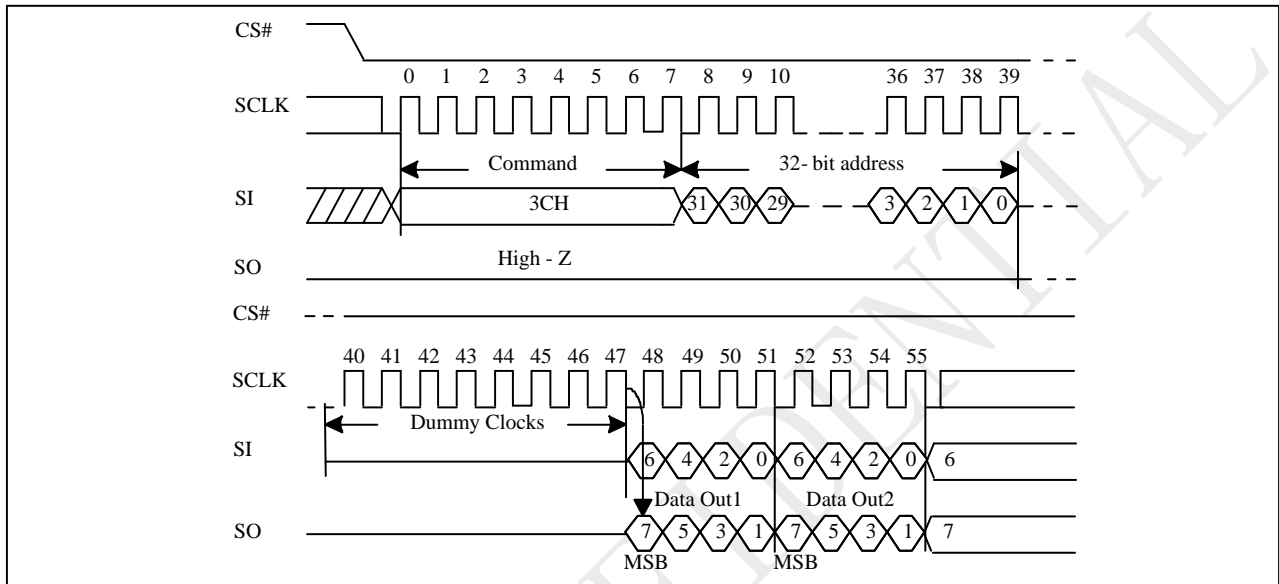 CS#
0 1 2 3 4 5 6 7 8 9 10 36 37 38 39
SCLK
Command 32- bit address
SI 3CH 31 30 29 3 2 1 0
High - Z
SO
CS#
40 41 42 43 44 45 46 47 48 49 50 51 52 53 54 55
SCLK
Dummy Clocks
SI 6 4 2 0 6 4 2 0 6
Data Out1 Data Out2
SO 7 5 3 1 7 5 3 1 7
MSB MSB